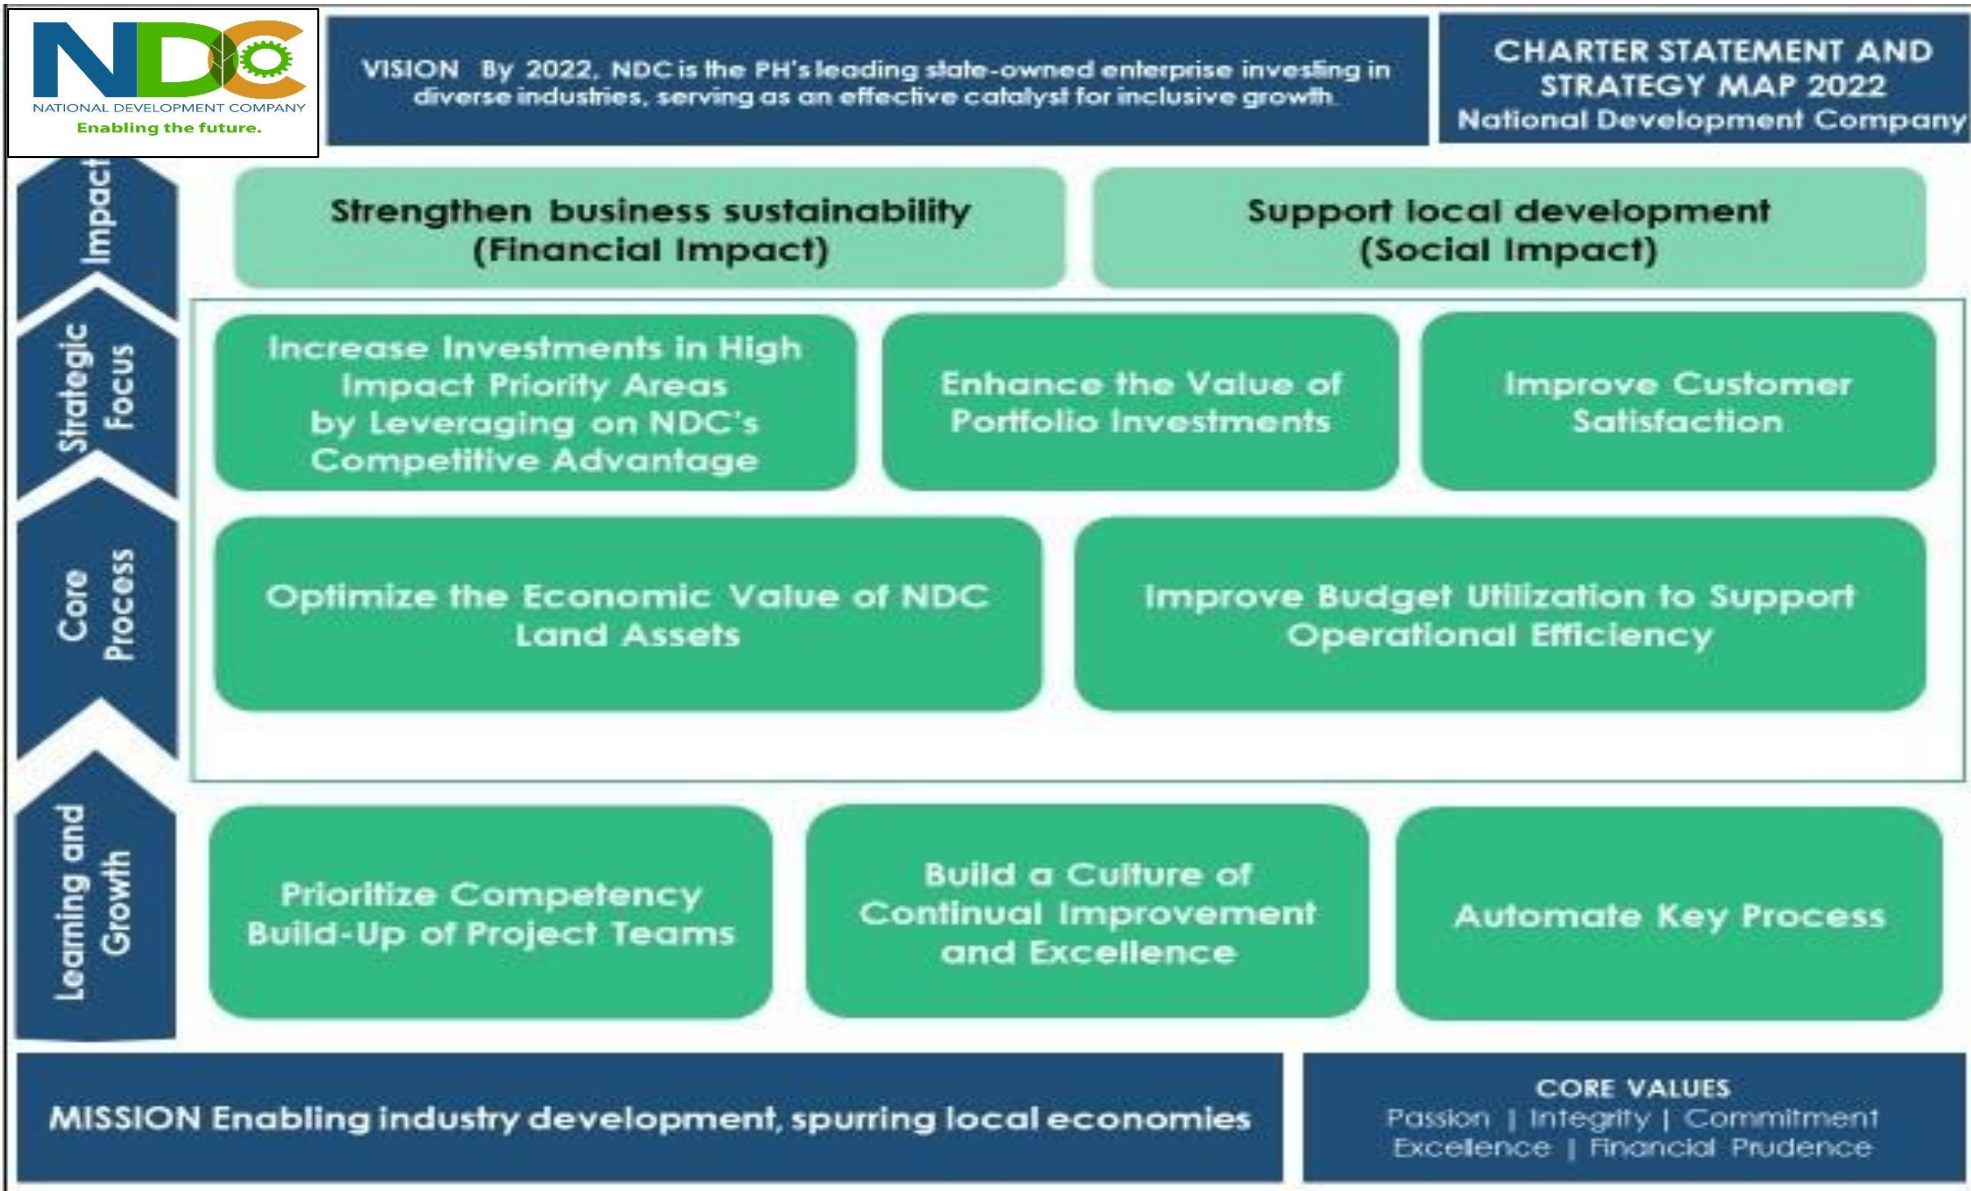 NDC
NATIONAL DEVELOPMENT COMPANY
Enabling the future.
VISION By 2022, NDC is the PH's leading state-owned enterprise investing in
diverse industries, serving as an effective catalyst for inclusive growth.
CHARTER STATEMENT AND
STRATEGY MAP 2022
National Development Company
Impact
Strengthen business sustainability
(Financial Impact)
Support local development
(Social Impact)
Strategic
Focus
Increase Investments in High
Impact Priority Areas
by Leveraging on NDC's
Competitive Advantage
Enhance the Value of
Portfolio Investments
Improve Customer
Satisfaction
Core
Process
Optimize the Economic Value of NDC
Land Assets
Improve Budget Utilization to Support
Operational Efficiency
Learning and
Growth
Prioritize Competency
Build-Up of Project Teams
Build a Culture of
Continual Improvement
and Excellence
Automate Key Process
MISSION Enabling industry development, spurring local economies
CORE VALUES
Passion | Integrity | Commitment
Excellence | Financial Prudence